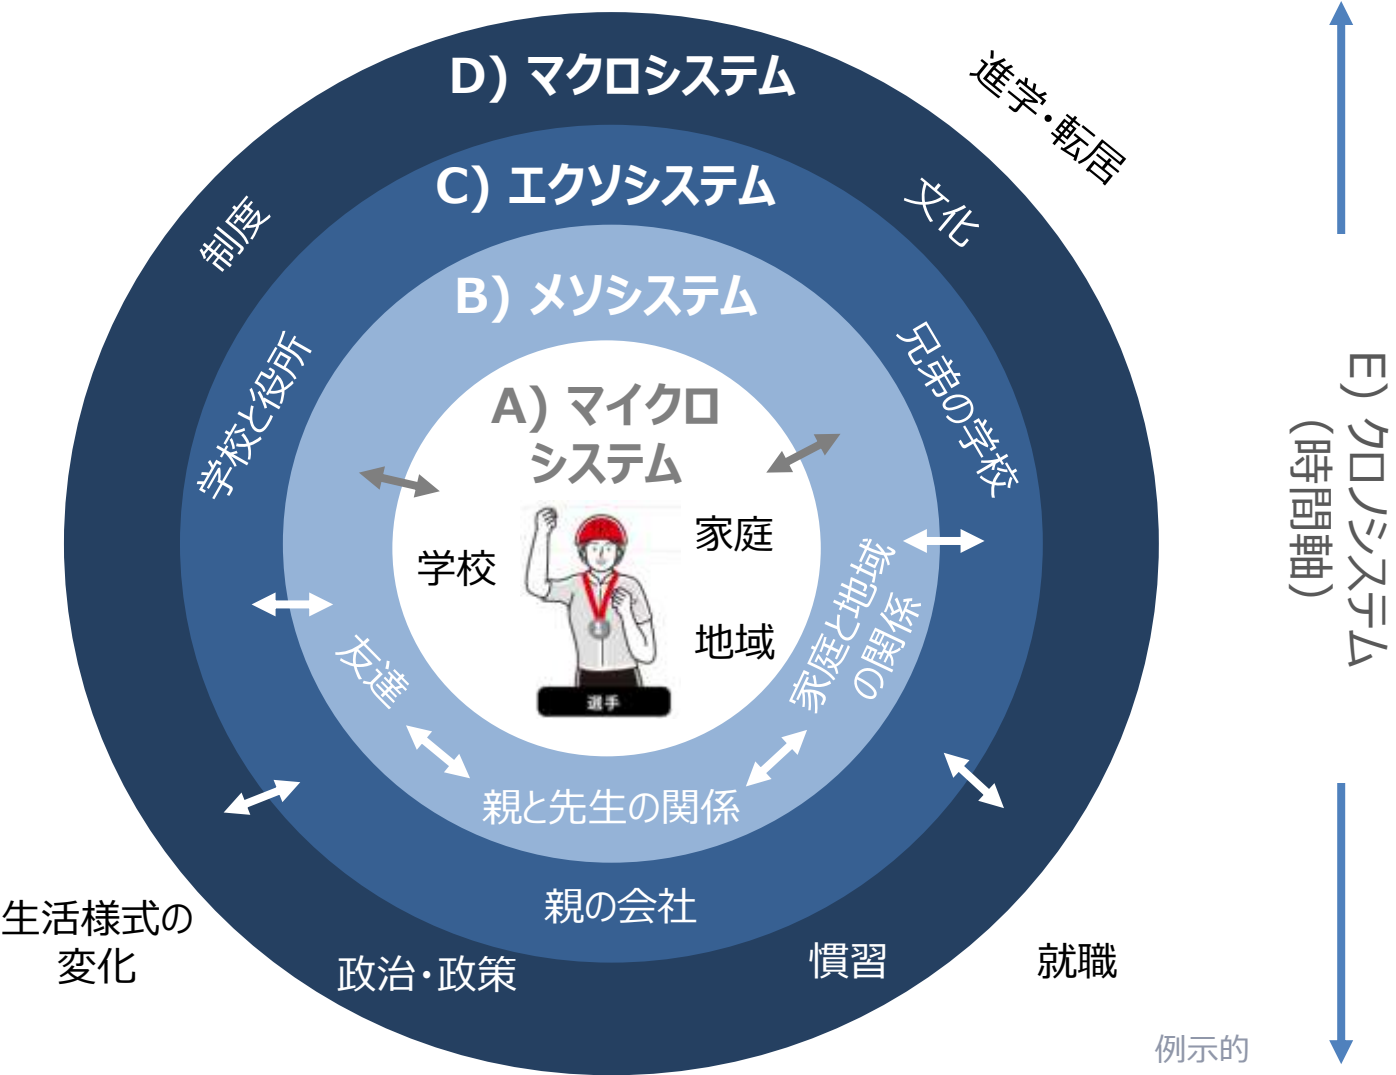 D) マクロシステム
進学・転居
C) エクソシステム
文化
制度
B) メソシステム
学校と役所
兄弟の学校
A) マイクロ
システム
家庭
学校
地域
家庭と地域
の関係
友達
選手
親と先生の関係
親の会社
生活様式の
変化
政治・政策
慣習
就職
E) クロノシステム
（時間軸）
例示的